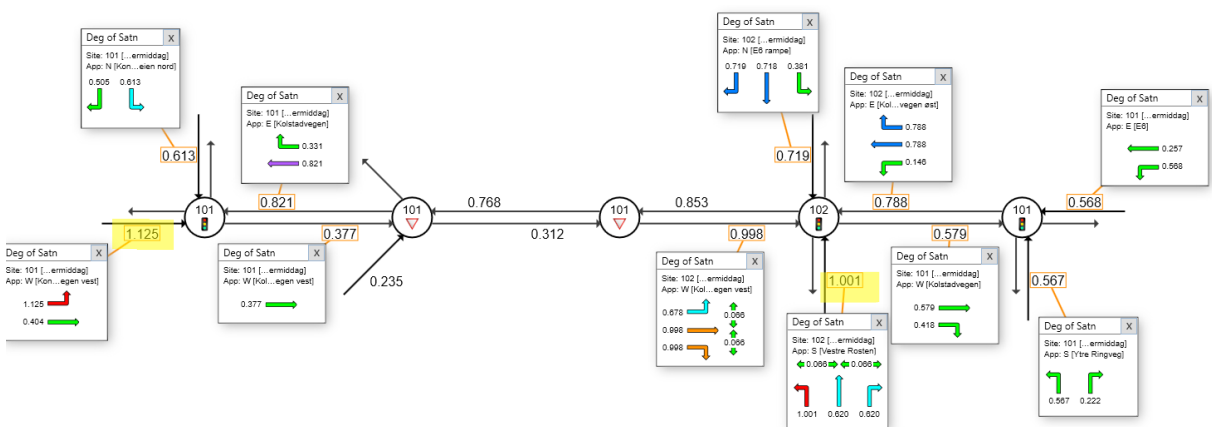 Deg of Satn X
Site: 101 [...ermiddag]
App: N [Kon...eien nord]
0.505 0.613
Deg of Satn X
Site: 101 [...ermiddag]
App: E [Kolstadvegen]
0.331
0.821
Deg of Satn X
Site: 102 [...ermiddag]
App: N [E6 rampe]
0.719 0.718 0.381
Deg of Satn X
Site: 102 [...ermiddag]
App: E [Kol...vegen øst]
0.788
0.788
0.146
Deg of Satn X
Site: 101 [...ermiddag]
App: E [E6]
0.257
0.568
0.613
0.719
101
0.821
101
0.768
101
0.853
102
0.788
101
0.568
1.125
0.377
0.312
0.998
0.579
0.235
1.001
0.567
Deg of Satn X
Site: 101 [...ermiddag]
App: W [Kon...egen vest]
1.125
0.404
Deg of Satn X
Site: 101 [...ermiddag]
App: W [Kol...egen vest]
0.377
Deg of Satn X
Site: 102 [...ermiddag]
App: W [Kol...egen vest]
0.678
0.066
0.998
0.066
0.998
Deg of Satn X
Site: 102 [...ermiddag]
App: S [Vestre Rosten]
0.066 0.066
1.001 0.620 0.620
Deg of Satn X
Site: 101 [...ermiddag]
App: W [Kolstadvegen]
0.579
0.418
Deg of Satn X
Site: 101 [...ermiddag]
App: S [Ytre Ringveg]
0.567 0.222